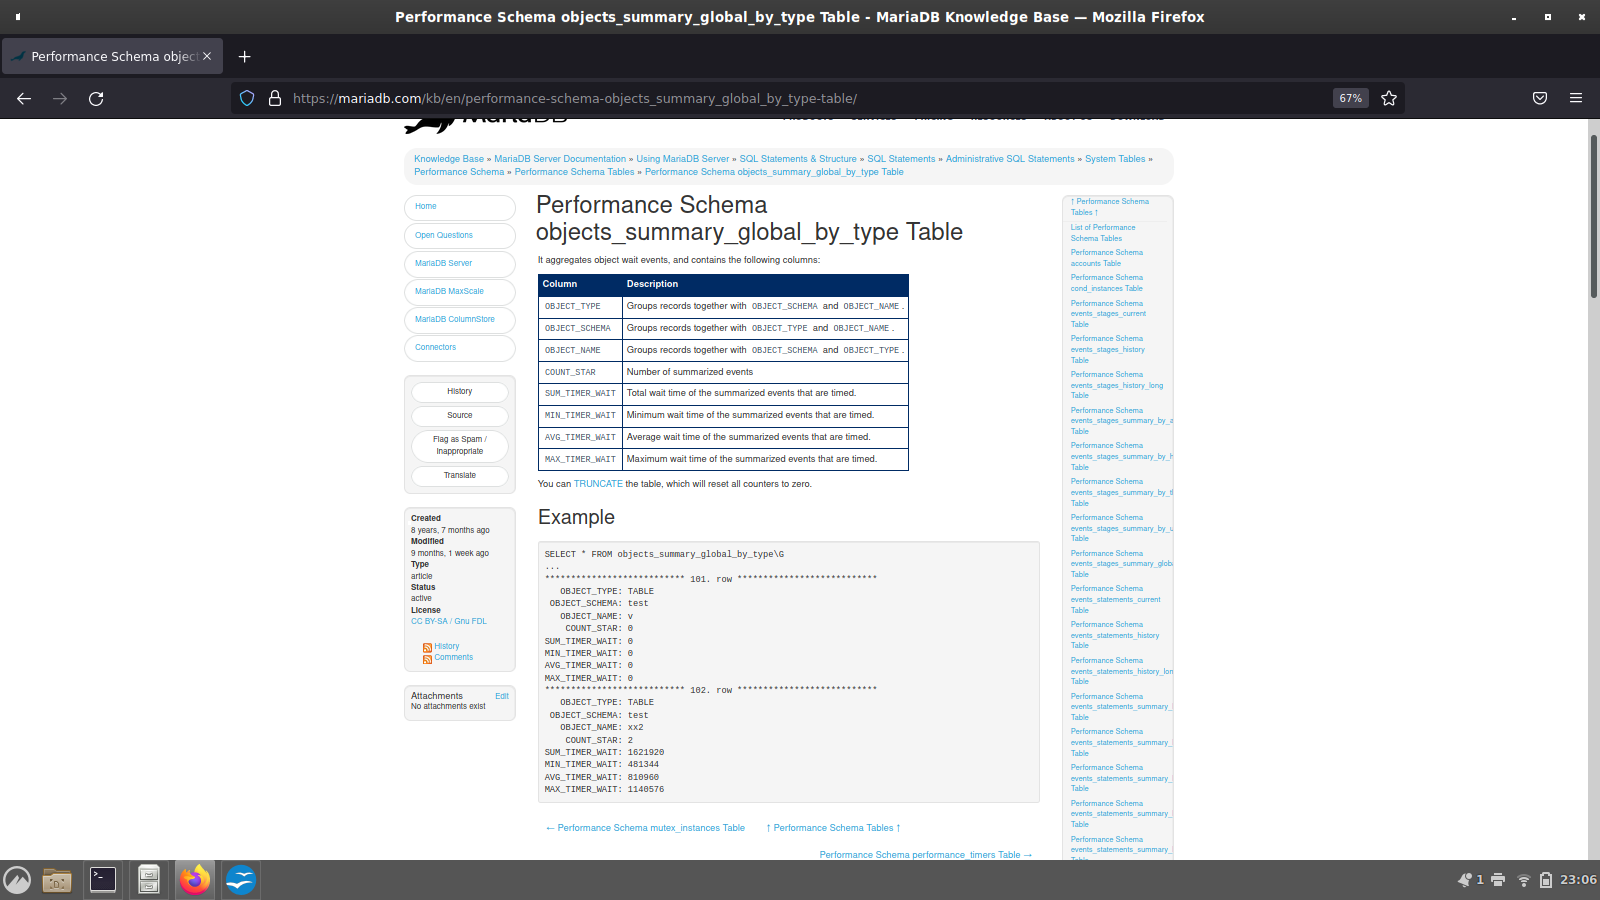 Performance Schema objects_summary_global_by_type Table - MariaDB Knowledge Base — Mozilla Firefox
Performance Schema objec
https://mariadb.com/kb/en/performance-schema-objects_summary_global_by_type-table/
67%
Knowledge Base » MariaDB Server Documentation » Using MariaDB Server » SQL Statements & Structure » SQL Statements » Administrative SQL Statements » System Tables »
Performance Schema » Performance Schema Tables » Performance Schema objects_summary_global_by_type Table
Home
Open Questions
MariaDB Server
MariaDB MaxScale
MariaDB ColumnStore
Connectors
History
Source
Flag as Spam /
Inappropriate
Translate
Created
8 years, 7 months ago
Modified
9 months, 1 week ago
Type
article
Status
active
License
CC BY-SA / Gnu FDL
History
Comments
Attachments Edit
No attachments exist
Performance Schema
objects_summary_global_by_type Table
It aggregates object wait events, and contains the following columns:
Column Description
OBJECT_TYPE Groups records together with OBJECT_SCHEMA and OBJECT_NAME .
OBJECT_SCHEMA Groups records together with OBJECT_TYPE and OBJECT_NAME .
OBJECT_NAME Groups records together with OBJECT_SCHEMA and OBJECT_TYPE .
COUNT_STAR Number of summarized events
SUM_TIMER_WAIT Total wait time of the summarized events that are timed.
MIN_TIMER_WAIT Minimum wait time of the summarized events that are timed.
AVG_TIMER_WAIT Average wait time of the summarized events that are timed.
MAX_TIMER_WAIT Maximum wait time of the summarized events that are timed.
You can TRUNCATE the table, which will reset all counters to zero.
Example
SELECT * FROM objects_summary_global_by_type\G
...
*************************** 101. row ***************************
OBJECT_TYPE: TABLE
OBJECT_SCHEMA: test
OBJECT_NAME: v
COUNT_STAR: 0
SUM_TIMER_WAIT: 0
MIN_TIMER_WAIT: 0
AVG_TIMER_WAIT: 0
MAX_TIMER_WAIT: 0
*************************** 102. row ***************************
OBJECT_TYPE: TABLE
OBJECT_SCHEMA: test
OBJECT_NAME: xx2
COUNT_STAR: 2
SUM_TIMER_WAIT: 1621920
MIN_TIMER_WAIT: 481344
AVG_TIMER_WAIT: 810960
MAX_TIMER_WAIT: 1140576
← Performance Schema mutex_instances Table ↑ Performance Schema Tables ↑
Performance Schema performance_timers Table →
↑ Performance Schema
Tables ↑
List of Performance
Schema Tables
Performance Schema
accounts Table
Performance Schema
cond_instances Table
Performance Schema
events_stages_current
Table
Performance Schema
events_stages_history
Table
Performance Schema
events_stages_history_long
Table
Performance Schema
events_stages_summary_by_a
Table
Performance Schema
events_stages_summary_by_h
Table
Performance Schema
events_stages_summary_by_t
Table
Performance Schema
events_stages_summary_by_u
Table
Performance Schema
events_stages_summary_globa
Table
Performance Schema
events_statements_current
Table
Performance Schema
events_statements_history
Table
Performance Schema
events_statements_history_lon
Table
Performance Schema
events_statements_summary_
Table
Performance Schema
events_statements_summary_
Table
Performance Schema
events_statements_summary_
Table
Performance Schema
events_statements_summary_
Table
Performance Schema
events_statements_summary_
1
23:06